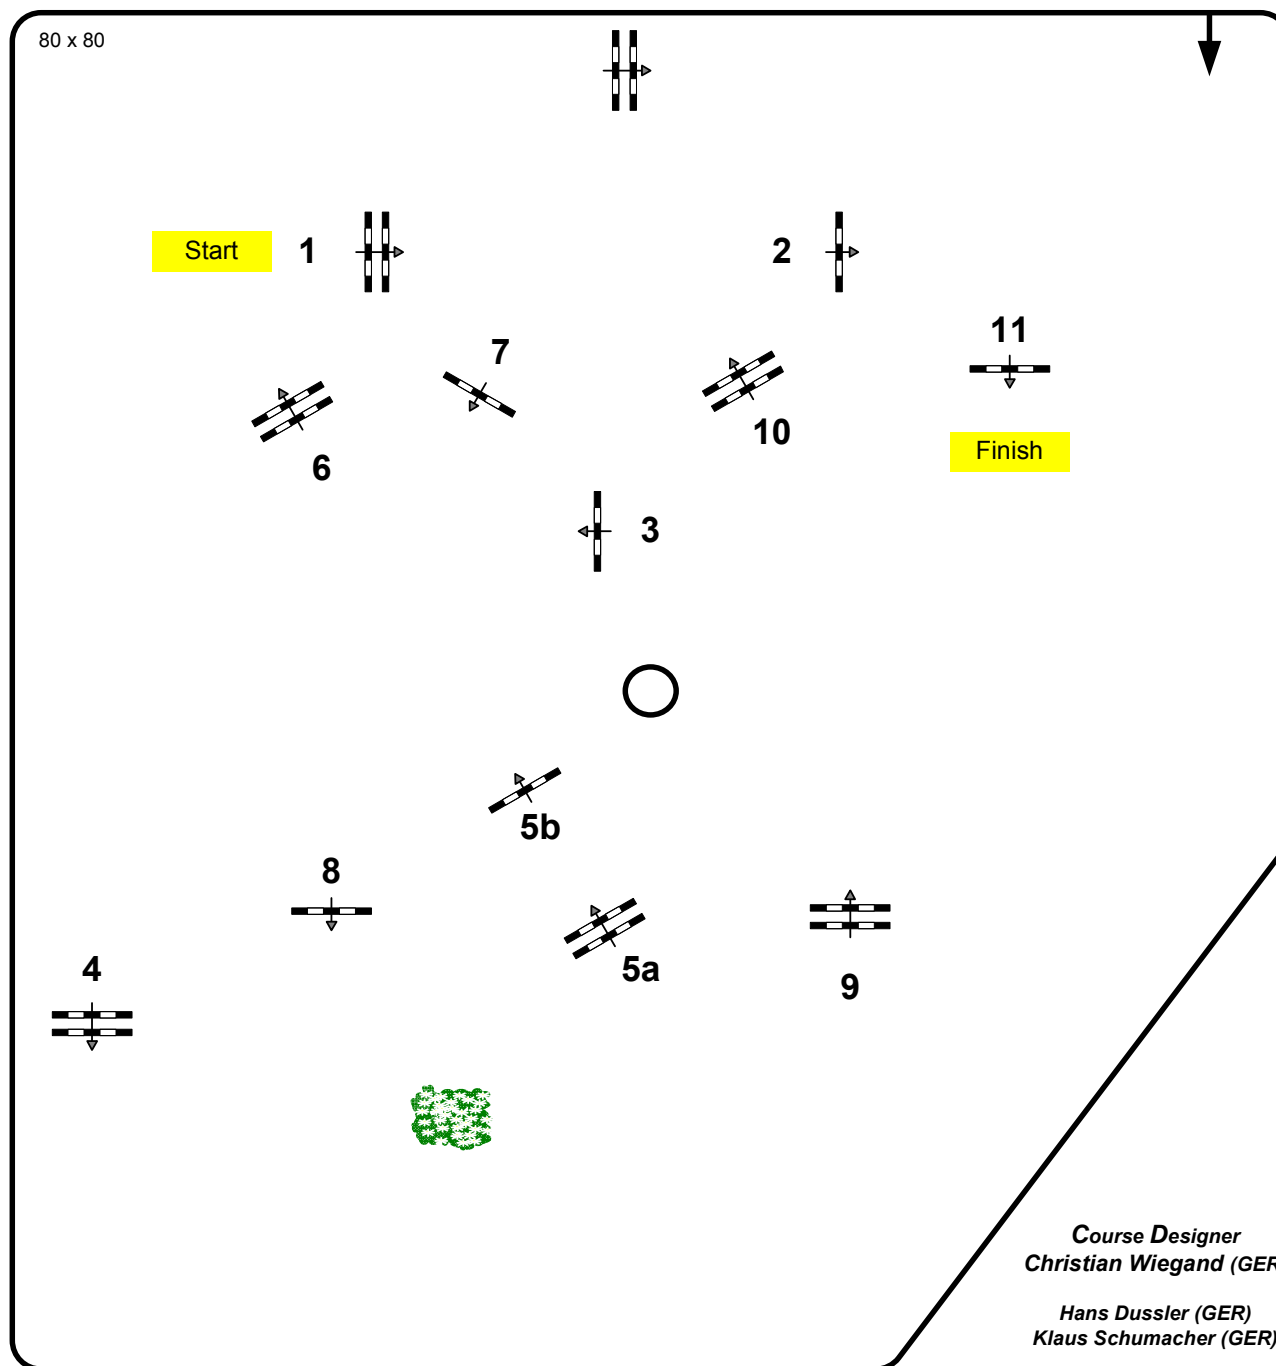 80 x 80
Start
1
2
11
7
10
Finish
6
3
5b
8
5a
4
9
Course Designer
Christian Wiegand (GER
Hans Dussler (GER)
Klaus Schumacher (GER)